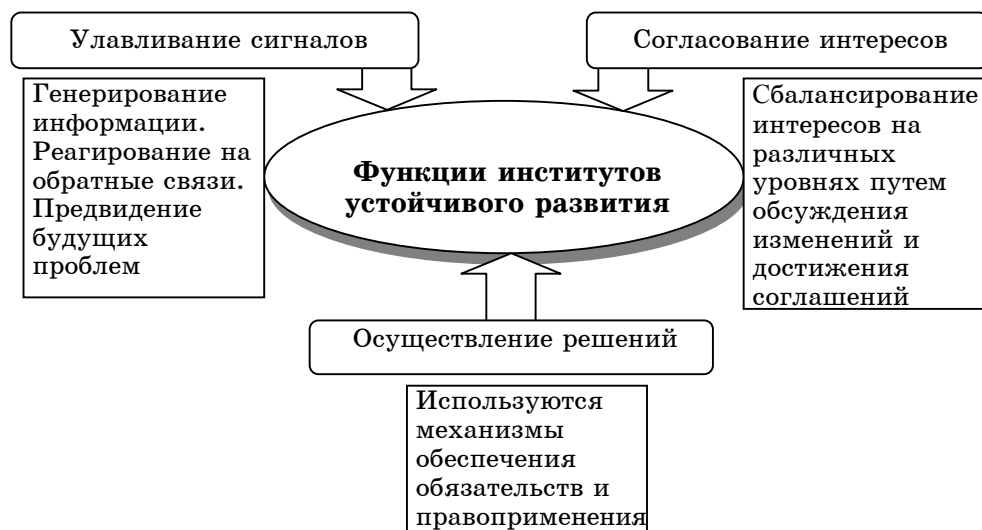 Улавливание сигналов
Генерирование
информации.
Реагирование на
обратные связи.
Предвидение
будущих
проблем
Согласование интересов
Сбалансирование
интересов на
различных
уровнях путем
обсуждения
изменений и
достижения
соглашений
Функции институтов
устойчивого развития
Осуществление решений
Используются
механизмы
обеспечения
обязательств и
правоприменения